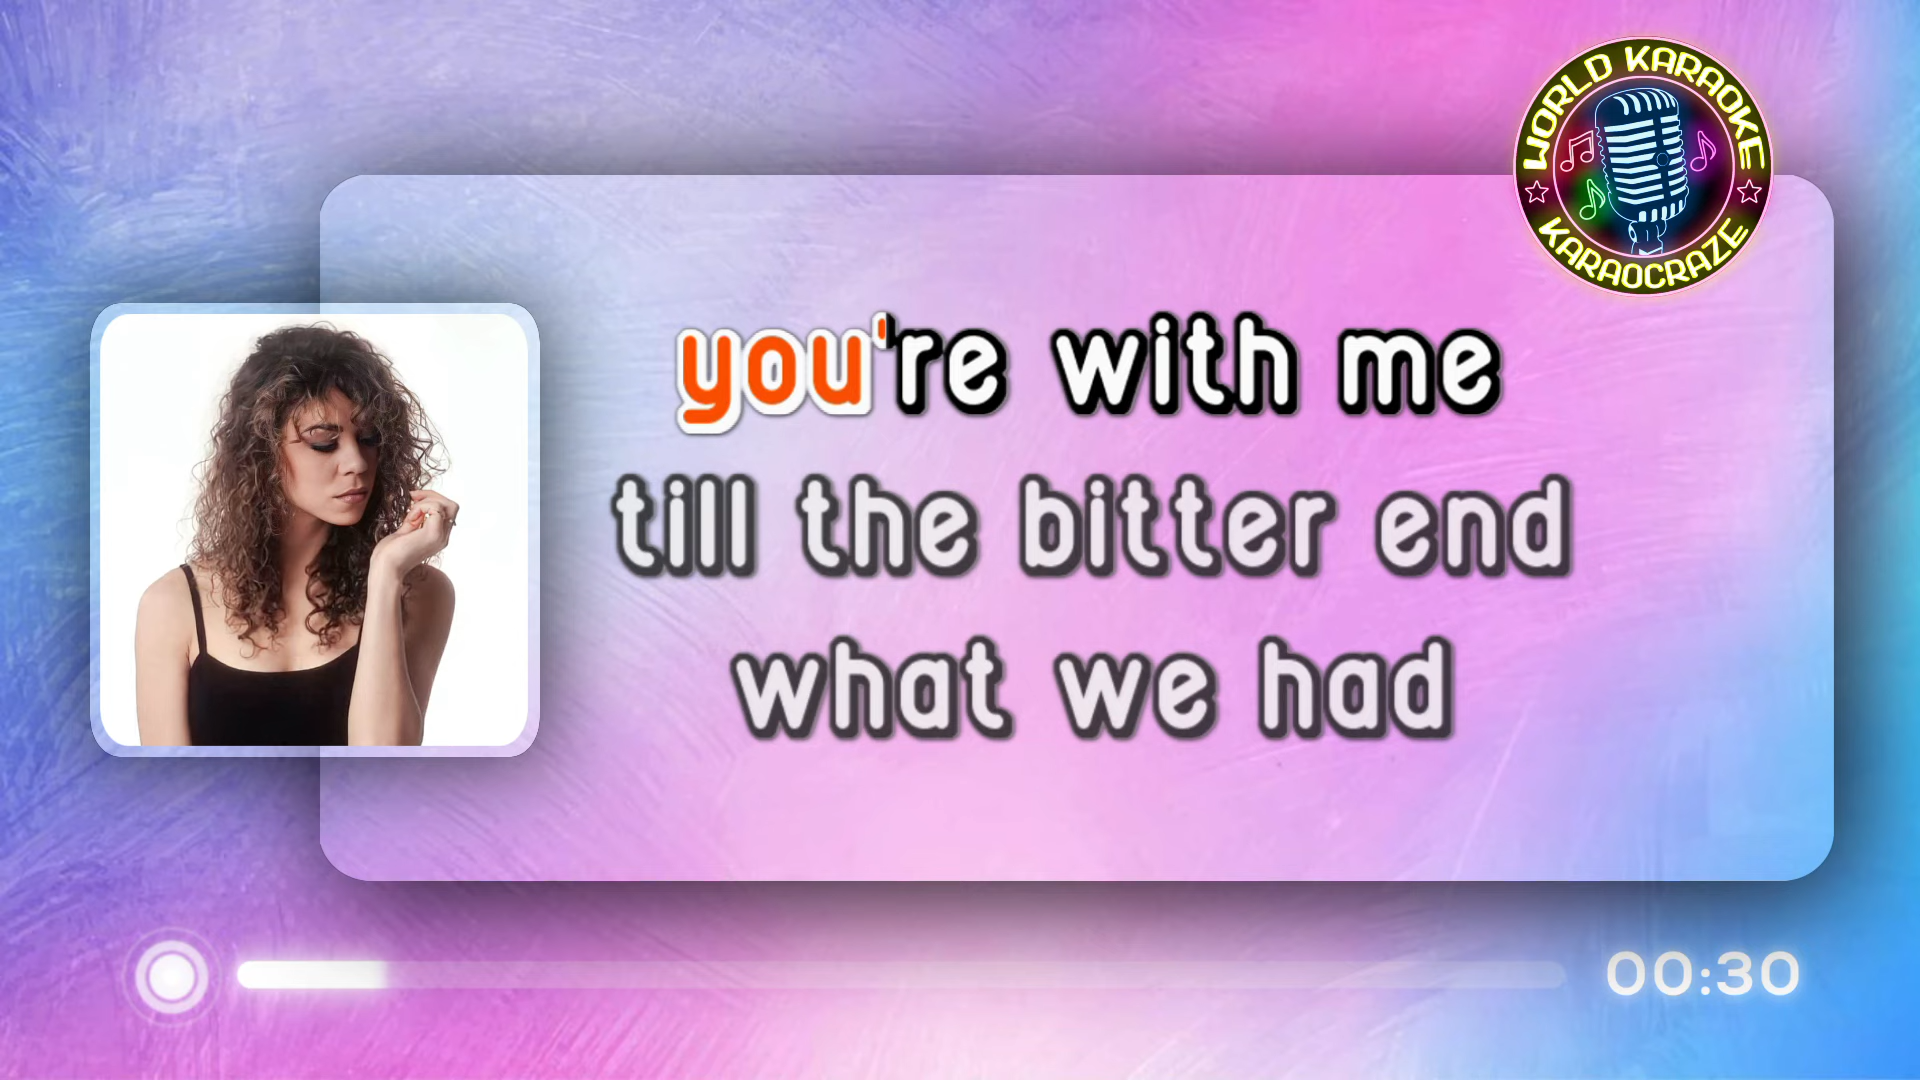 WORLD KARAOKE
KARAOCRAZE
you're with me
till the bitter end
what we had
00:30